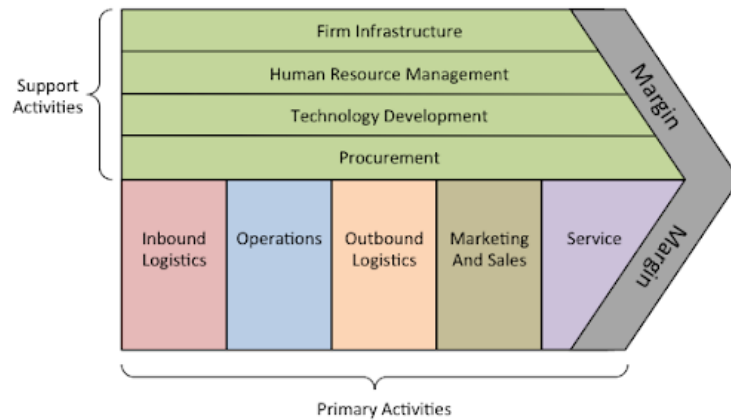 Firm Infrastructure
Human Resource Management
Technology Development
Procurement
Support
Activities
Margin
Inbound
Logistics
Operations
Outbound
Logistics
Marketing
And Sales
Service
Margin
Primary Activities